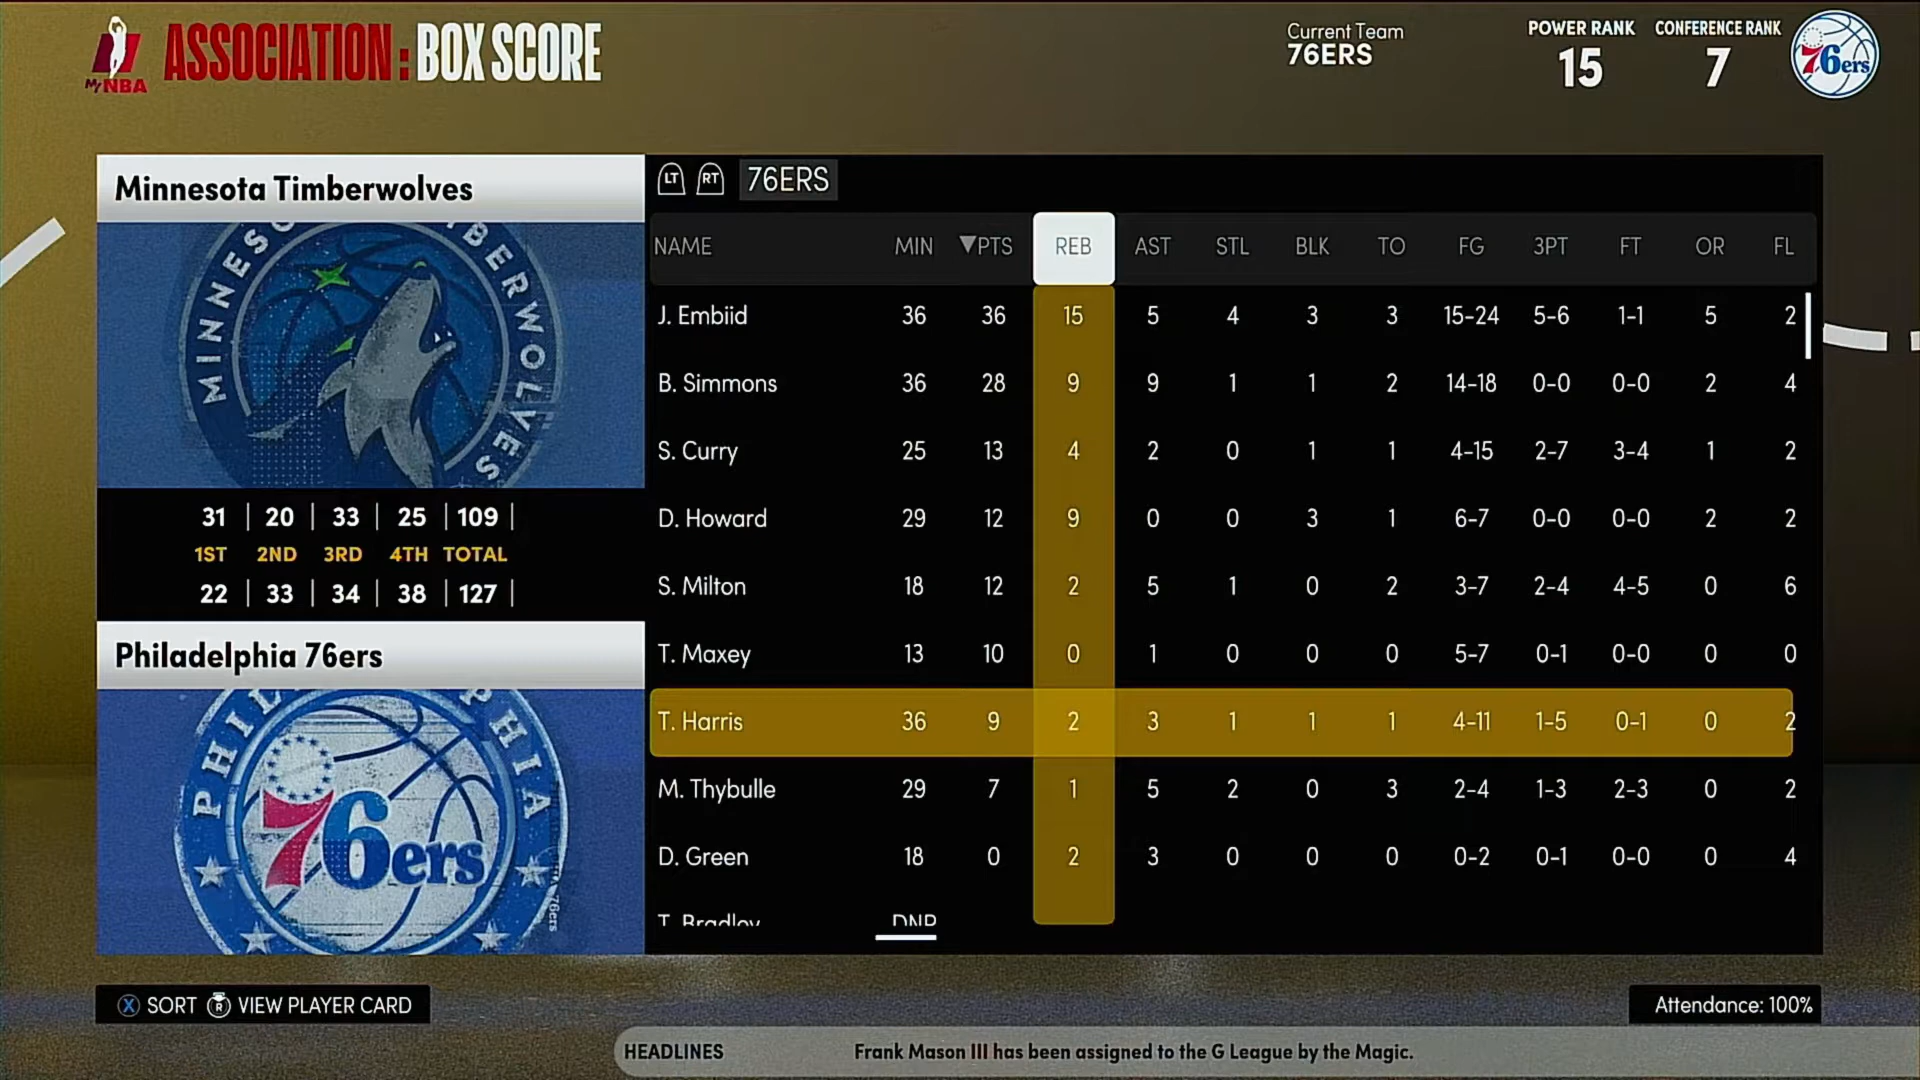 MyNBA ASSOCIATION: BOX SCORE
Current Team
76ERS
POWER RANK
15
CONFERENCE RANK
7
76ers
Minnesota Timberwolves
MINNESOTA TIMBERWOLVES
31 | 20 | 33 | 25 | 109 |
1ST 2ND 3RD 4TH TOTAL
22 | 33 | 34 | 38 | 127 |
Philadelphia 76ers
PHILADELPHIA
76ers
LT RT 76ERS
NAME MIN ▼PTS REB AST STL BLK TO FG 3PT FT OR FL
J. Embiid 36 36 15 5 4 3 3 15-24 5-6 1-1 5 2
B. Simmons 36 28 9 9 1 1 2 14-18 0-0 0-0 2 4
S. Curry 25 13 4 2 0 1 1 4-15 2-7 3-4 1 2
D. Howard 29 12 9 0 0 3 1 6-7 0-0 0-0 2 2
S. Milton 18 12 2 5 1 0 2 3-7 2-4 4-5 0 6
T. Maxey 13 10 0 1 0 0 0 5-7 0-1 0-0 0 0
T. Harris 36 9 2 3 1 1 1 4-11 1-5 0-1 0 2
M. Thybulle 29 7 1 5 2 0 3 2-4 1-3 2-3 0 2
D. Green 18 0 2 3 0 0 0 0-2 0-1 0-0 0 4
T. Bradley DNP
X SORT R VIEW PLAYER CARD
Attendance: 100%
HEADLINES Frank Mason III has been assigned to the G League by the Magic.